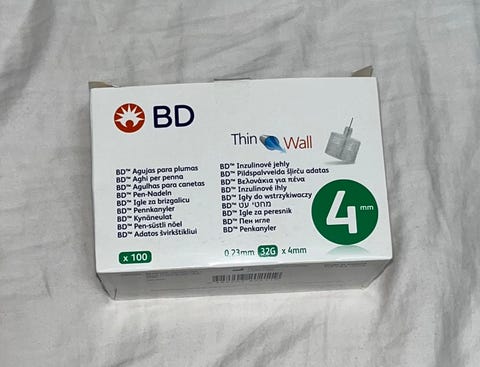 BD
Thin Wall
BD™ Agujas para plumas
BD™ Aghi per penna
BD™ Agulhas para canetas
BD™ Pen-Nadeln
BD™ Igle za brizgalicu
BD™ Pennkanyler
BD™ Kynäneulat
BD™ Pen-süstli nõel
BD™ Adatos švirkštikliui
BD™ Inzulinové jehly
BD™ Pildspalvveida šļirču adatas
BD™ Βελονάκια για πένα
BD™ Inzulínové ihly
BD™ Igły do wstrzykiwaczy
BD™ מחטי עט
BD™ Igle za peresnik
BD™ Пен игле
BD™ Penkanyler
4 mm
x 100
0,23mm 32G x 4mm